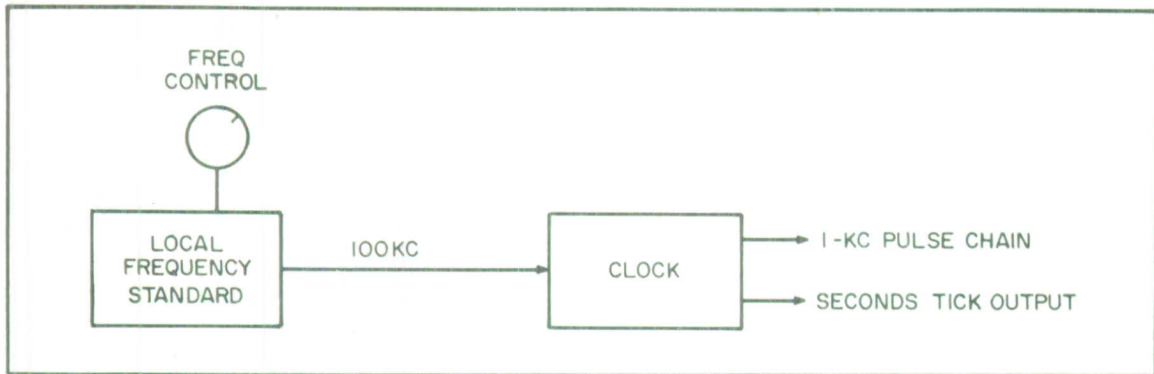 FREQ
CONTROL
LOCAL
FREQUENCY
STANDARD
100KC
CLOCK
1-KC PULSE CHAIN
SECONDS TICK OUTPUT